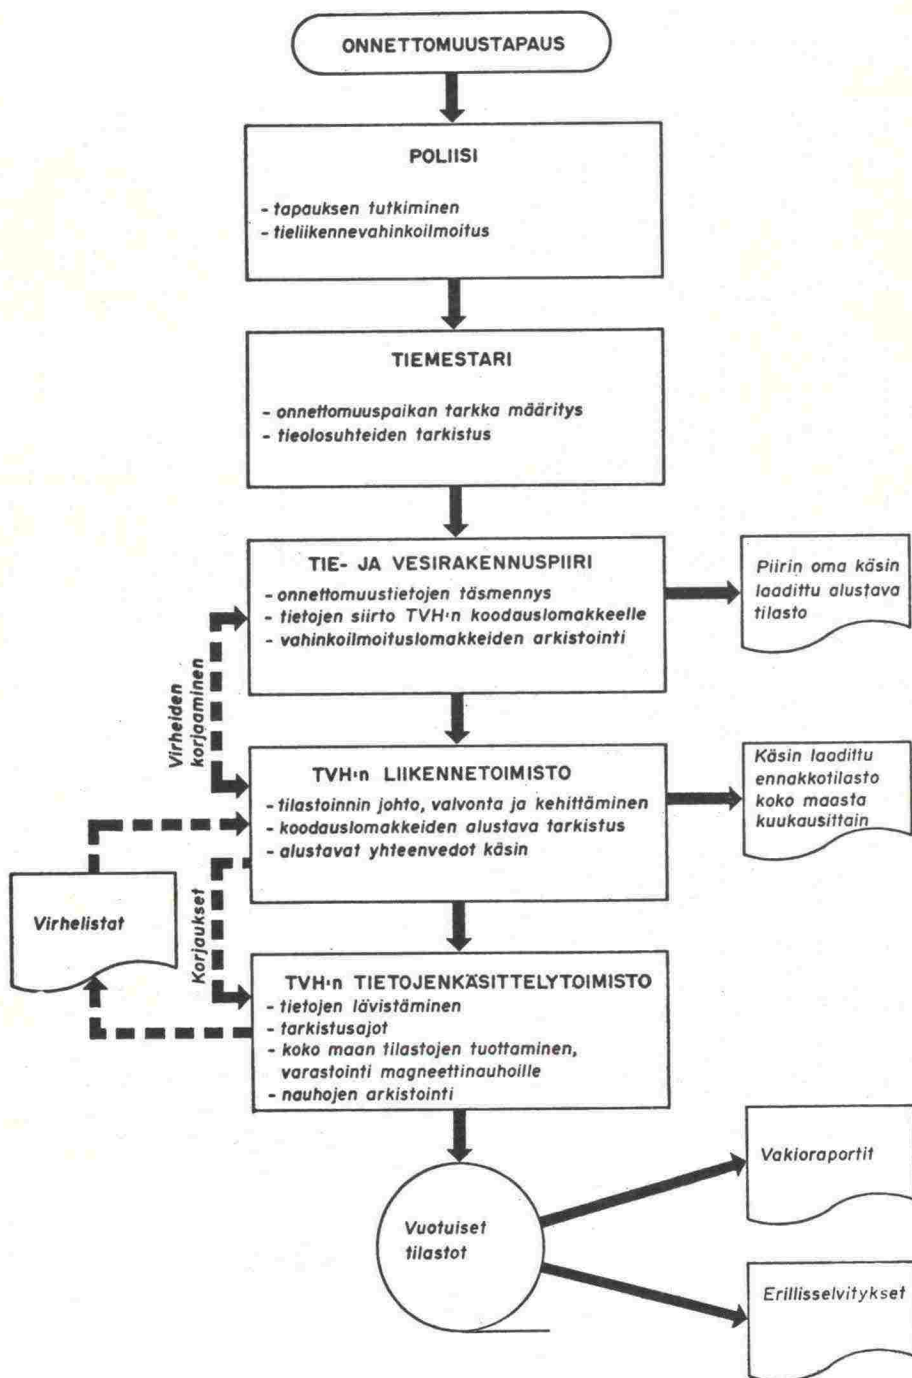 ONNETTOMUUSTAPAUS
POLIISI
- tapauksen tutkiminen
- tieliikennevahinkoilmoitus
TIEMESTARI
- onnettomuuspaikan tarkka määritys
- tieolosuhteiden tarkistus
TIE- JA VESIRAKENNUSPIIRI
- onnettomuustietojen täsmennys
- tietojen siirto TVH:n koodauslomakkeelle
- vahinkoilmoituslomakkeiden arkistointi
Piirin oma käsin
laadittu alustava
tilasto
Virheiden
korjaaminen
TVH:n LIIKENNETOIMISTO
- tilastoinnin johto, valvonta ja kehittäminen
- koodauslomakkeiden alustava tarkistus
- alustavat yhteenvedot käsin
Käsin laadittu
ennakkotilasto
koko maasta
kuukausittain
Virhelistat
Korjaukset
TVH:n TIETOJENKÄSITTELYTOIMISTO
- tietojen lävistäminen
- tarkistusajot
- koko maan tilastojen tuottaminen,
varastointi magneettinauhoille
- nauhojen arkistointi
Vuotuiset
tilastot
Vakioraportit
Erillisselvitykset